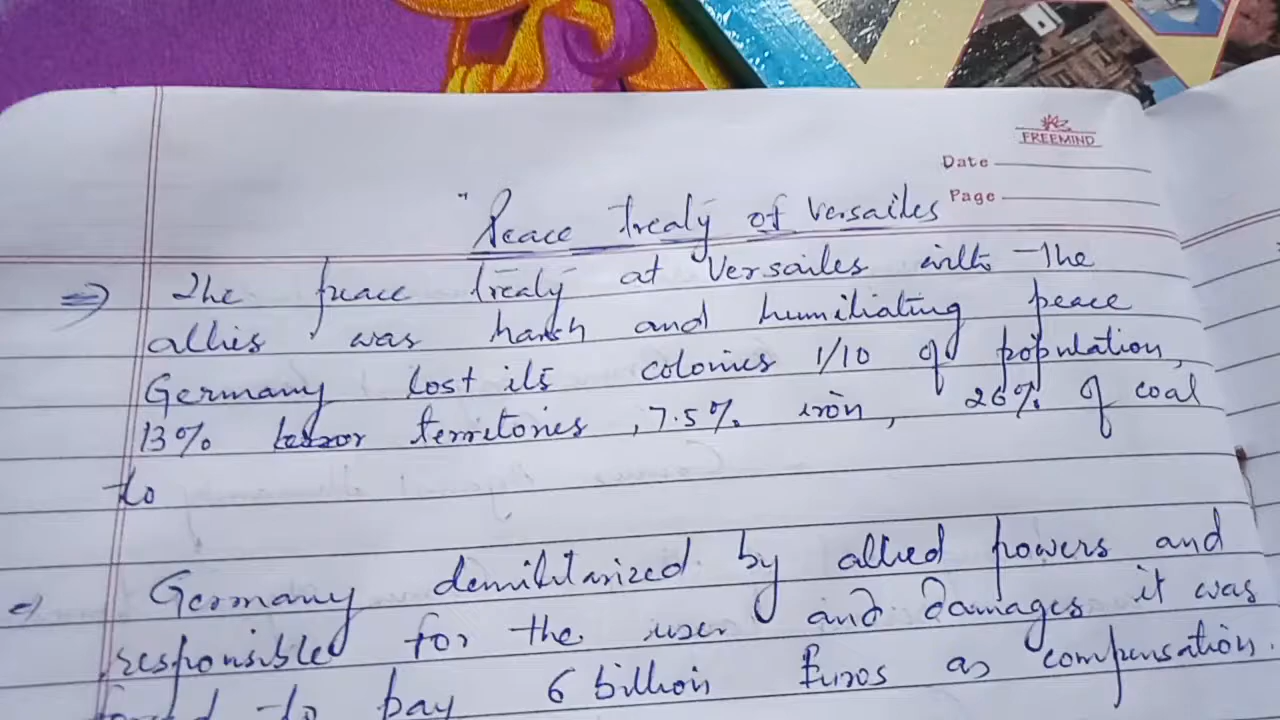 FREEMIND
Date
Page
"Peace treaty of Versailes
⇒ The peace treaty at Versailes with the
allies was harsh and humiliating peace
Germany lost its colonies 1/10 of population,
13% territories, 7.5% iron, 26% of coal
to
Germany demilitarized by allied powers and
responsible for the and damages it was
to pay 6 billion Euros as compensation.